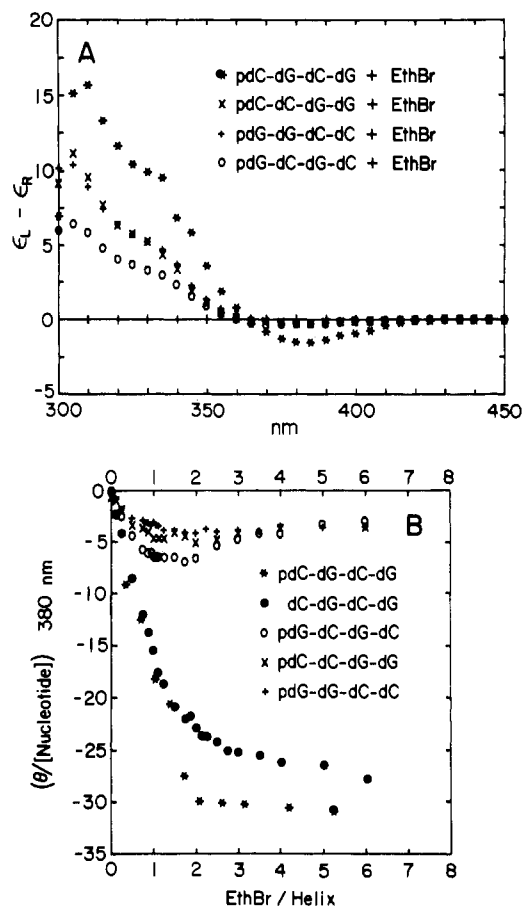 A
✱ pdC-dG-dC-dG + EthBr
x pdC-dC-dG-dG + EthBr
+ pdG-dG-dC-dC + EthBr
o pdG-dC-dG-dC + EthBr
20
15
10
5
0
-5
ϵL - ϵR
300 350 400 450
nm
0 1 2 3 4 5 6 7 8
B
0
-5
-10
-15
-20
-25
-30
-35
(θ/[Nucleotide]) 380 nm
✱ pdC-dG-dC-dG
● dC-dG-dC-dG
o pdG-dC-dG-dC
x pdC-dC-dG-dG
+ pdG-dG-dC-dC
0 1 2 3 4 5 6 7 8
EthBr / Helix